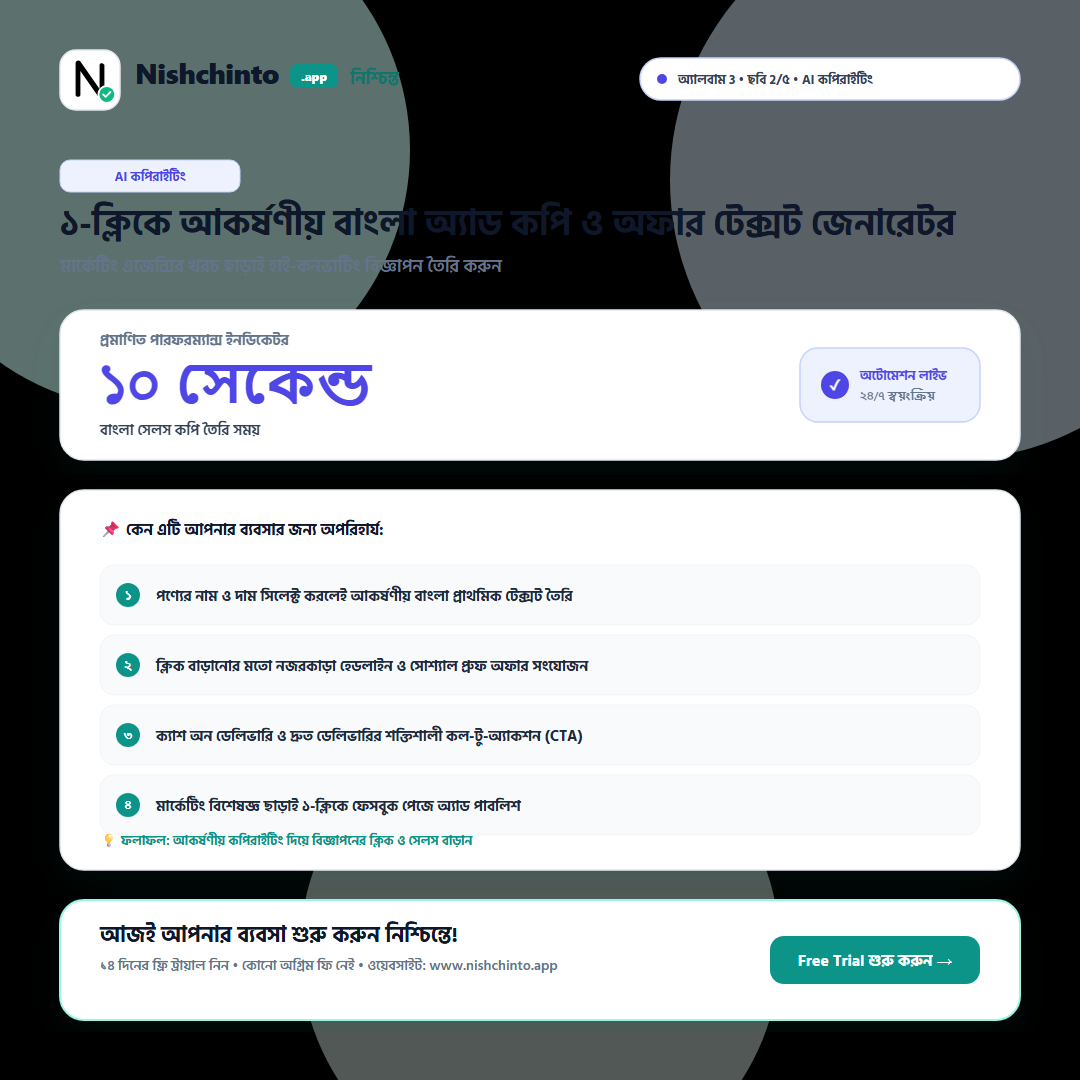 Nishchinto .app নিশ্চিন্ত
অ্যালবাম 3 • ছবি 2/৫ • AI কপিরাইটিং
AI কপিরাইটিং
১-ক্লিকে আকর্ষণীয় বাংলা অ্যাড কপি ও অফার টেক্সট জেনারেটর
মার্কেটিং এজেন্সির খরচ ছাড়াই হাই-কনভার্টিং বিজ্ঞাপন তৈরি করুন
প্রমাণিত পারফরম্যান্স ইনডিকেটর
১০ সেকেন্ড
বাংলা সেলস কপি তৈরি সময়
অটোমেশন লাইভ
২৪/৭ স্বয়ংক্রিয়
📌 কেন এটি আপনার ব্যবসার জন্য অপরিহার্য:
১ পণ্যের নাম ও দাম সিলেক্ট করলেই আকর্ষণীয় বাংলা প্রাথমিক টেক্সট তৈরি
২ ক্লিক বাড়ানোর মতো নজরকাড়া হেডলাইন ও সোশ্যাল প্রুফ অফার সংযোজন
৩ ক্যাশ অন ডেলিভারি ও দ্রুত ডেলিভারির শক্তিশালী কল-টু-অ্যাকশন (CTA)
৪ মার্কেটিং বিশেষজ্ঞ ছাড়াই ১-ক্লিকে ফেসবুক পেজে অ্যাড পাবলিশ
💡 ফলাফল: আকর্ষণীয় কপিরাইটিং দিয়ে বিজ্ঞাপনের ক্লিক ও সেলস বাড়ান
আজই আপনার ব্যবসা শুরু করুন নিশ্চিন্তে!
১৪ দিনের ফ্রি ট্রায়াল নিন • কোনো অগ্রিম ফি নেই • ওয়েবসাইট: www.nishchinto.app
Free Trial শুরু করুন →